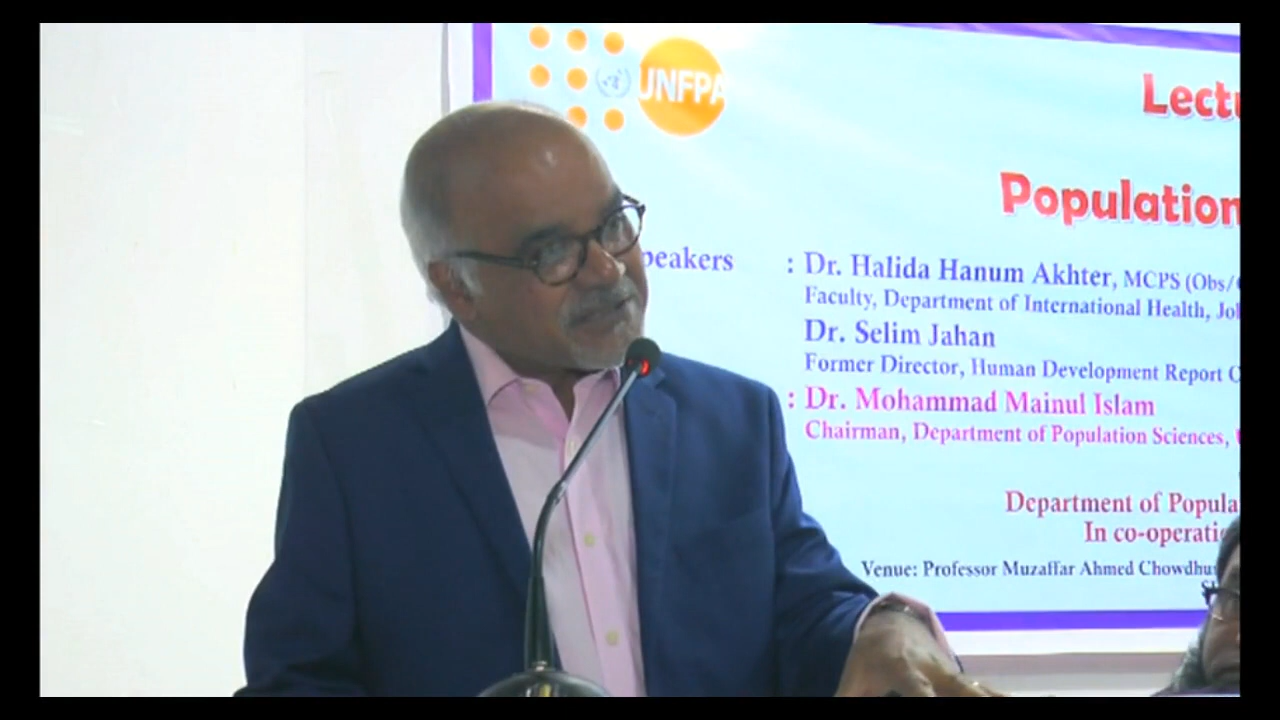 UNFPA
Lectu
Population
peakers : Dr. Halida Hanum Akhter, MCPS (Obs/
Faculty, Department of International Health, Jo
Dr. Selim Jahan
Former Director, Human Development Report
: Dr. Mohammad Mainul Islam
Chairman, Department of Population Sciences,
Department of Popula
In co-operati
Venue: Professor Muzaffar Ahmed Chowdhu